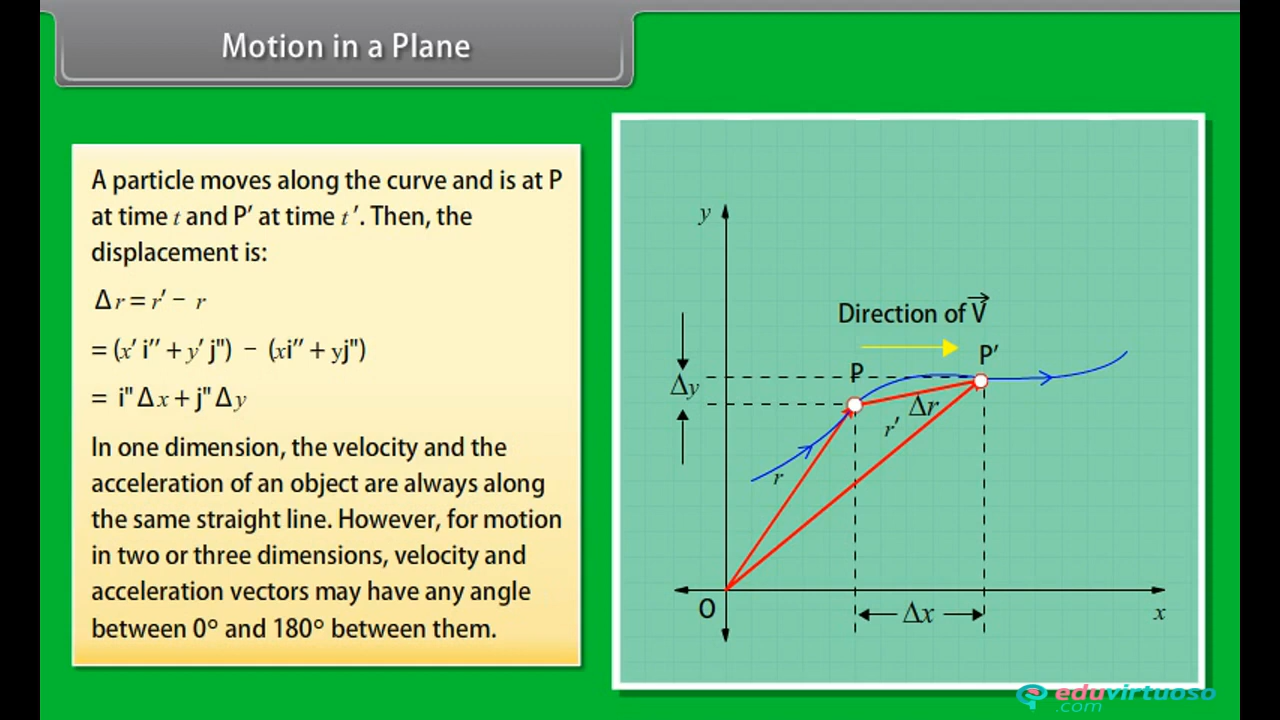 Motion in a Plane
A particle moves along the curve and is at P
at time t and P′ at time t′. Then, the
displacement is:
Δr = r′ − r
= (x′ i″ + y′ j") − (xi″ + yj")
= i" Δx + j" Δy
In one dimension, the velocity and the
acceleration of an object are always along
the same straight line. However, for motion
in two or three dimensions, velocity and
acceleration vectors may have any angle
between 0° and 180° between them.
y
Direction of V⃗
P′
P
Δy
Δr
r′
r
O
Δx
x
eduvirtuoso
.com